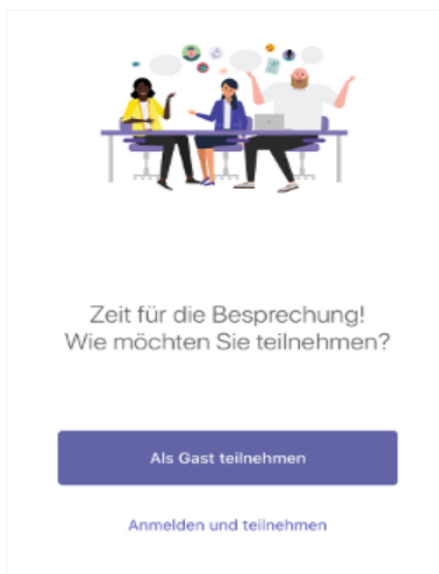 Zeit für die Besprechung!
Wie möchten Sie teilnehmen?
Als Gast teilnehmen
Anmelden und teilnehmen